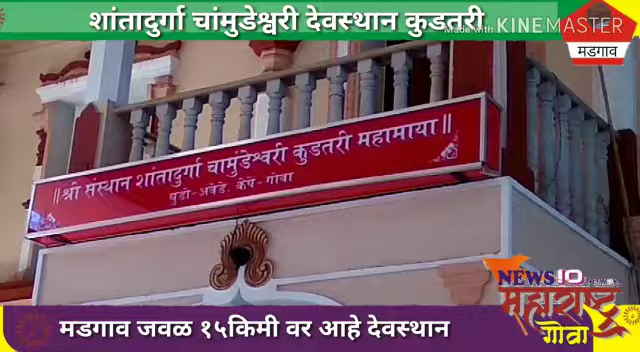 शांतादुर्गा चांमुडेश्वरी देवस्थान कुडतरी
Made with KINEMASTER
मडगाव
॥ श्री संस्थान शांतादुर्गा चामुंडेश्वरी कुडतरी महामाया ॥
घुडो-अवेडे. केपें-गोवा
NEWS10 NETWORK
महाराष्ट्र
गोवा
मडगाव जवळ १५किमी वर आहे देवस्थान